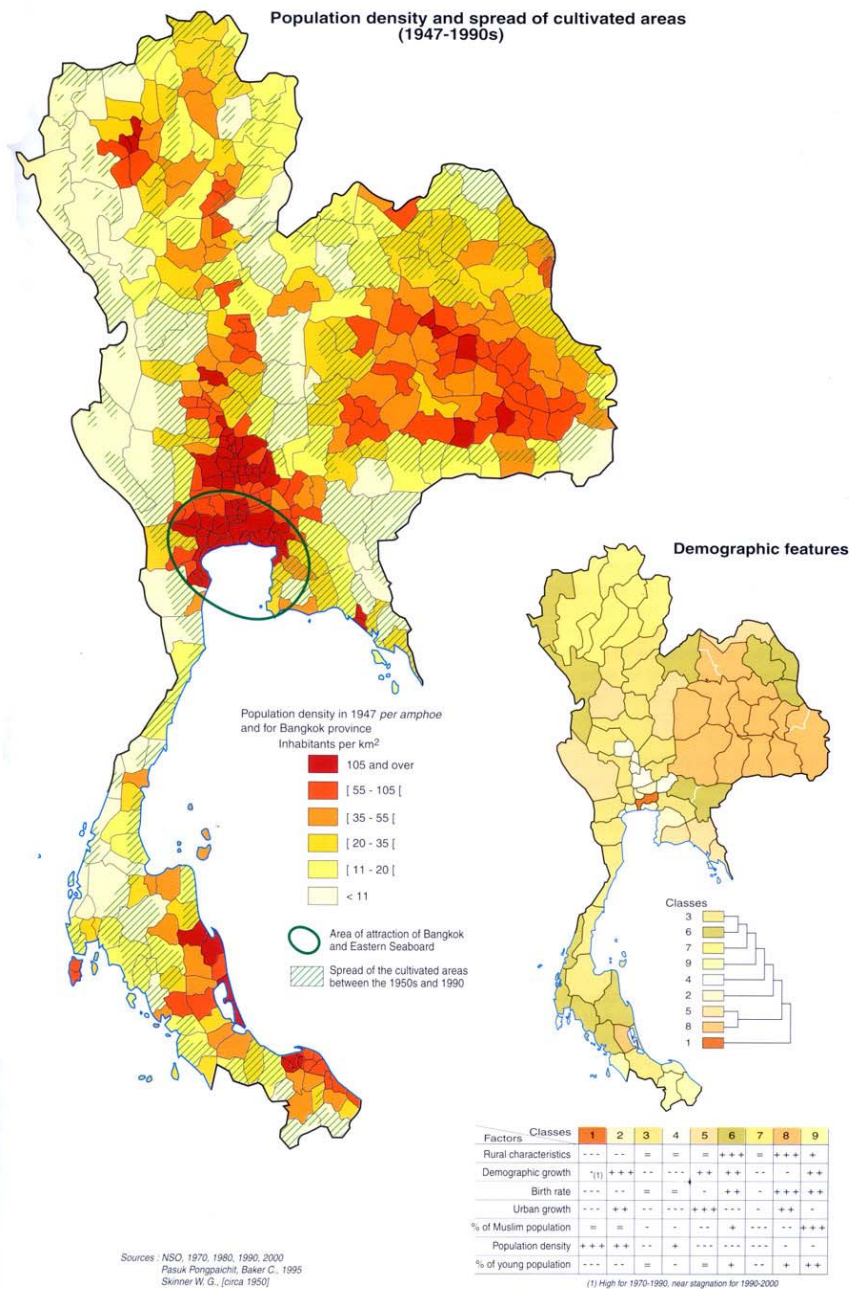 Population density and spread of cultivated areas
(1947-1990s)
Demographic features
Population density in 1947 per amphoe
and for Bangkok province
Inhabitants per km2
105 and over
[ 55 - 105 [
[ 35 - 55 [
[ 20 - 35 [
[ 11 - 20 [
< 11
Area of attraction of Bangkok
and Eastern Seaboard
Spread of the cultivated areas
between the 1950s and 1990
Classes
3
6
7
9
4
2
5
8
1
Factors Classes 1 2 3 4 5 6 7 8 9
Rural characteristics - - - - - = = = + + + = + + + +
Demographic growth -(1) + + + - - - - - + + + + - - - + +
Birth rate - - - - - = = - + + - + + + + +
Urban growth - - + + - - - - - + + + - - - - + + -
% of Muslim population = = - - - - + - - - - - + + +
Population density + + + + + - + - - - - - - - - - -
% of young population - - - - - = - = + - - + + +
(1) High for 1970-1990, near stagnation for 1990-2000
Sources : NSO, 1970, 1980, 1990, 2000
Pasuk Pongpaichit, Baker C., 1995
Skinner W. G., [circa 1950]